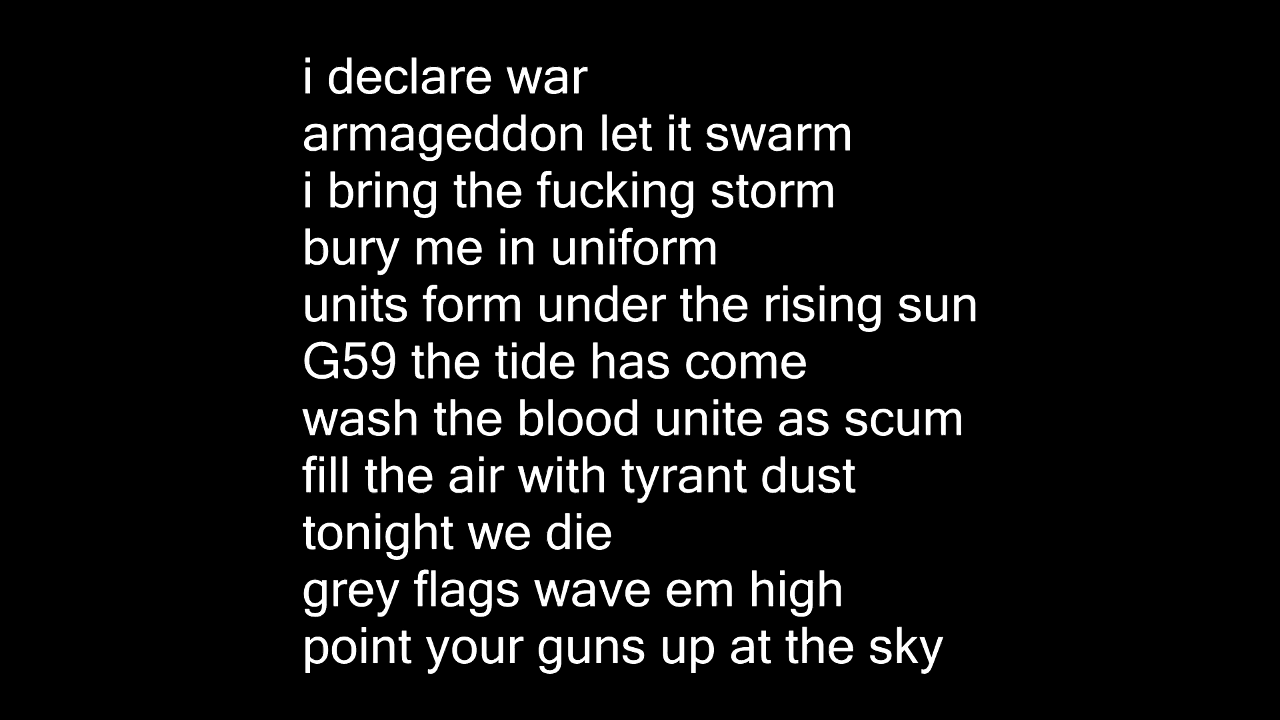 i declare war
armageddon let it swarm
i bring the fucking storm
bury me in uniform
units form under the rising sun
G59 the tide has come
wash the blood unite as scum
fill the air with tyrant dust
tonight we die
grey flags wave em high
point your guns up at the sky